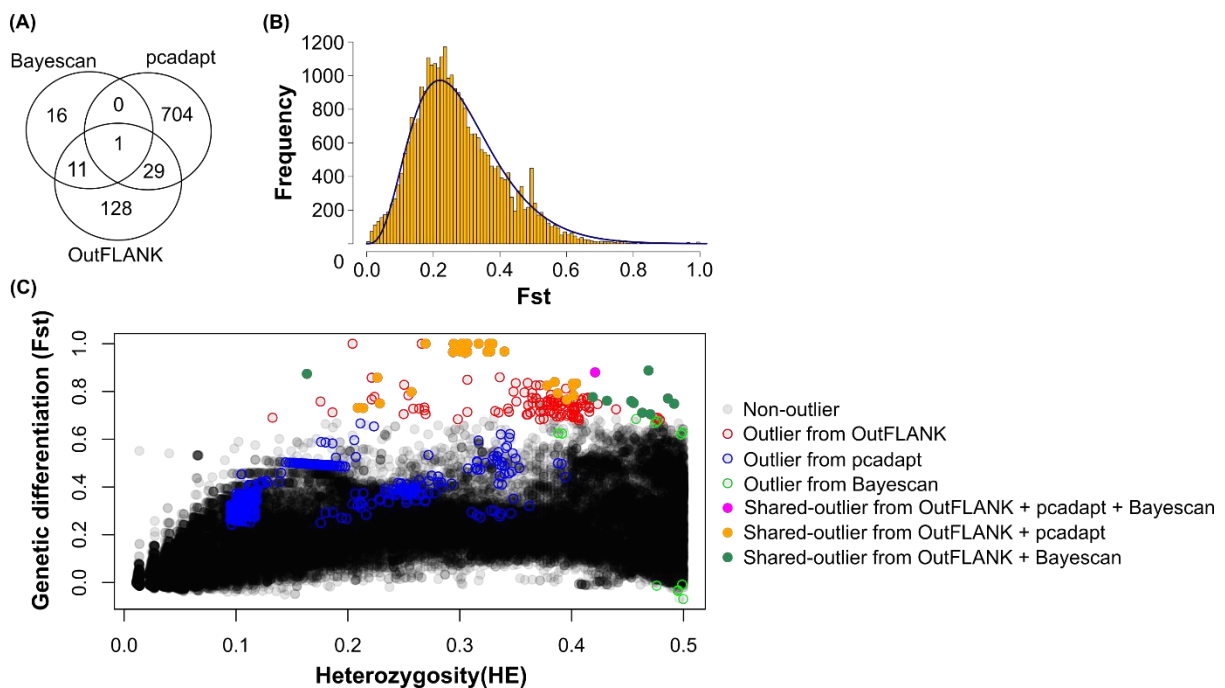 (A)
Bayescan
pcadapt
16
0
704
1
11
29
128
OutFLANK
(B)
Frequency
1200
1000
800
600
400
200
0
0.0 0.2 0.4 0.6 0.8 1.0
Fst
(C)
Genetic differentiation (Fst)
1.0
0.8
0.6
0.4
0.2
0.0
0.0 0.1 0.2 0.3 0.4 0.5
Heterozygosity(HE)
Non-outlier
Outlier from OutFLANK
Outlier from pcadapt
Outlier from Bayescan
Shared-outlier from OutFLANK + pcadapt + Bayescan
Shared-outlier from OutFLANK + pcadapt
Shared-outlier from OutFLANK + Bayescan